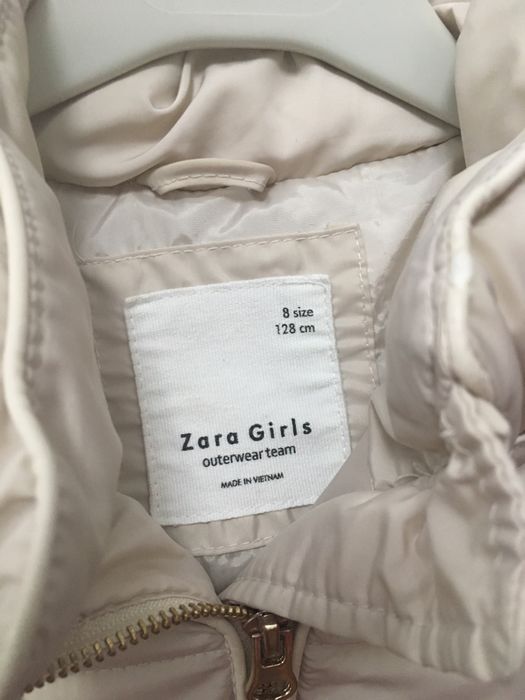 8 size
128 cm
Zara Girls
outerwear team
MADE IN VIETNAM